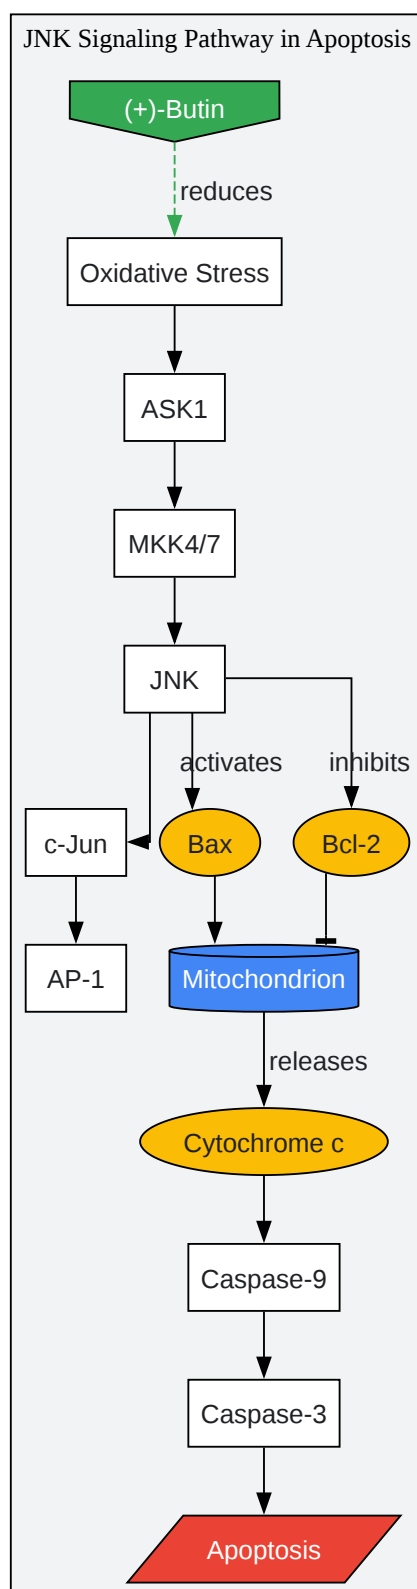 JNK Signaling Pathway in Apoptosis
(+)-Butin
reduces
Oxidative Stress
ASK1
MKK4/7
JNK
activates
inhibits
c-Jun
Bax
Bcl-2
AP-1
Mitochondrion
releases
Cytochrome c
Caspase-9
Caspase-3
Apoptosis